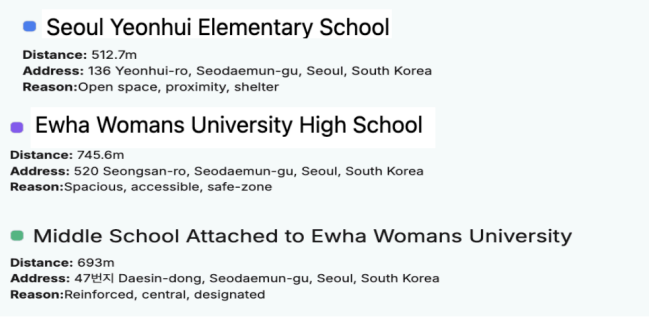 Seoul Yeonhui Elementary School
Distance: 512.7m
Address: 136 Yeonhui-ro, Seodaemun-gu, Seoul, South Korea
Reason:Open space, proximity, shelter
Ewha Womans University High School
Distance: 745.6m
Address: 520 Seongsan-ro, Seodaemun-gu, Seoul, South Korea
Reason:Spacious, accessible, safe-zone
Middle School Attached to Ewha Womans University
Distance: 693m
Address: 47번지 Daesin-dong, Seodaemun-gu, Seoul, South Korea
Reason:Reinforced, central, designated